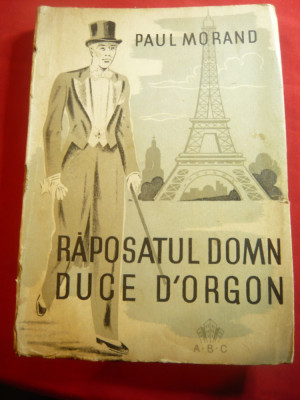 PAUL MORAND
RĂPOSATUL DOMN
DUCE D'ORGON
A·B·C